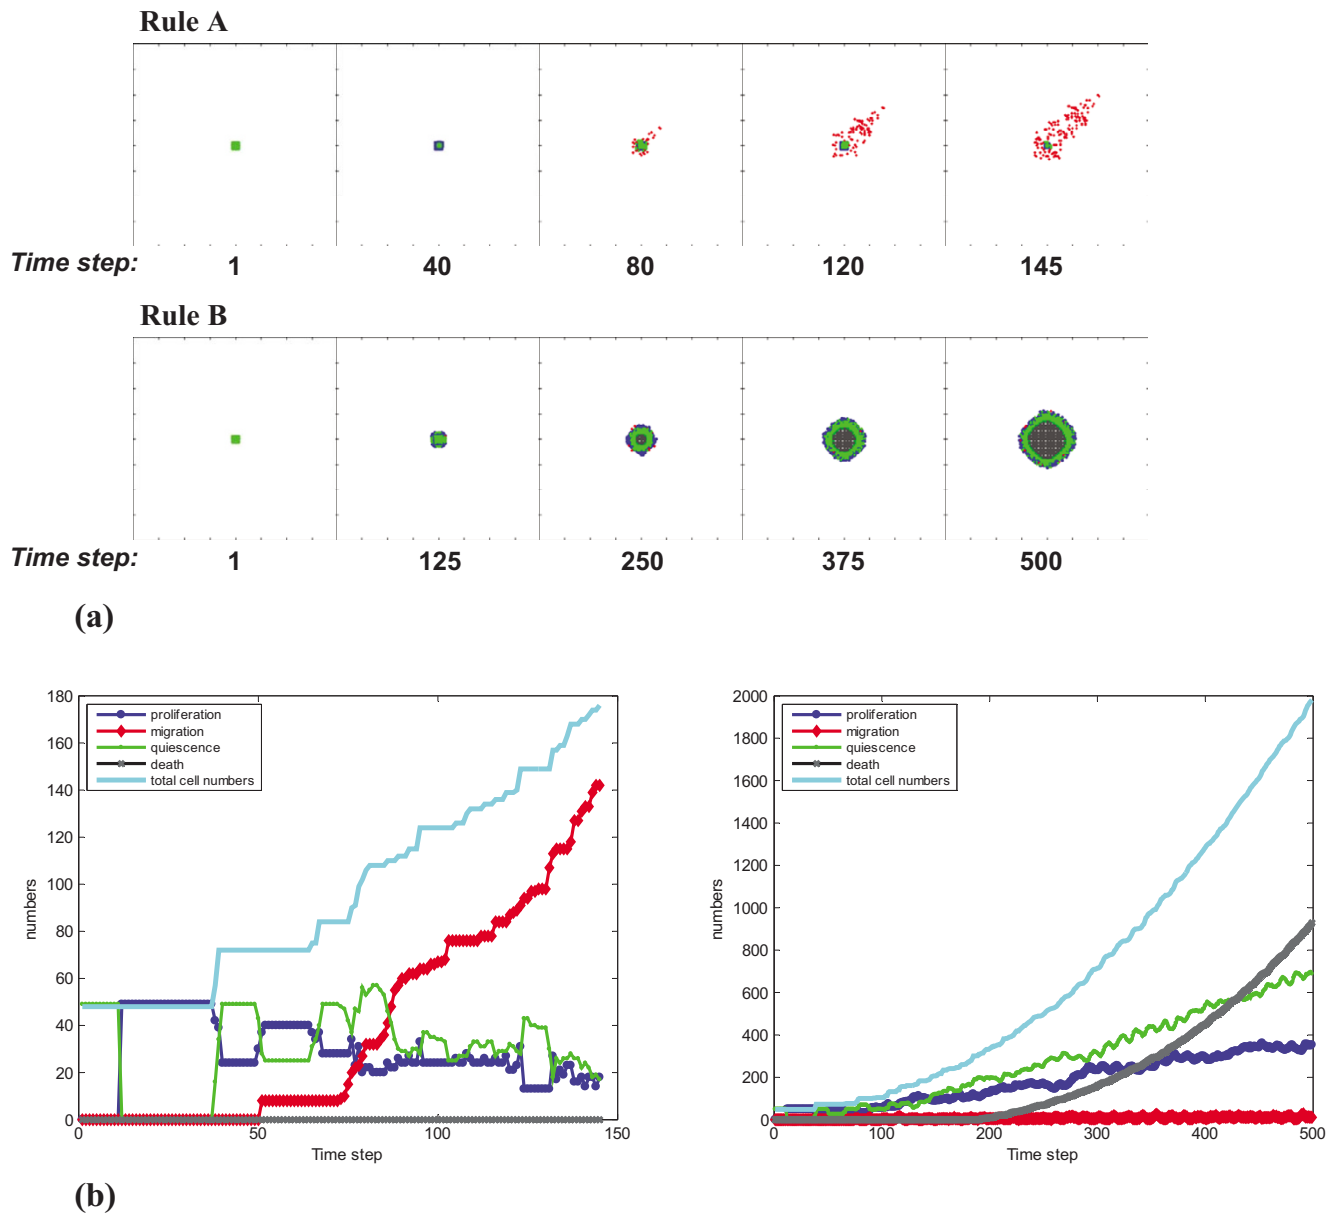 Rule A
Time step: 1 40 80 120 145
Rule B
Time step: 1 125 250 375 500
(a)
180
160
140
120
100
80
60
40
20
0
numbers
proliferation
migration
quiescence
death
total cell numbers
0 50 100 150
Time step
2000
1800
1600
1400
1200
1000
800
600
400
200
0
numbers
proliferation
migration
quiescence
death
total cell numbers
0 100 200 300 400 500
Time step
(b)